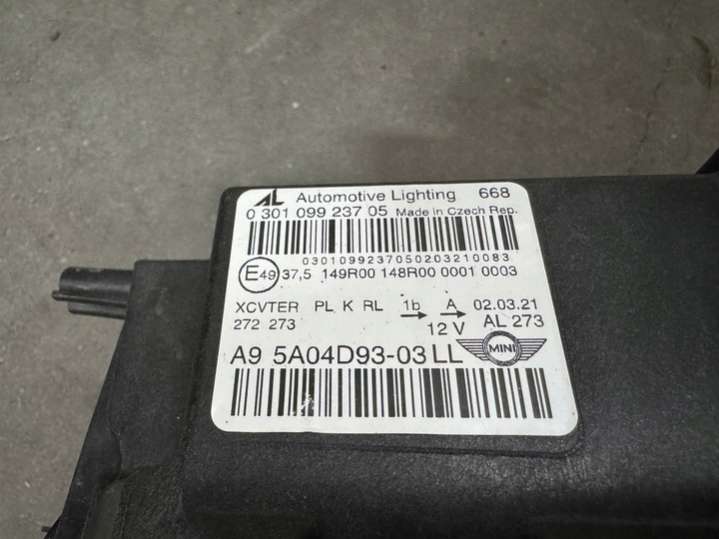 AL Automotive Lighting 668
0 301 099 237 05 Made in Czech Rep.
0301099237050203210083
E49 37,5 149R00 148R00 0001 0003
XCVTER PL K RL 1b A 02.03.21
272 273 12 V AL 273
A9 5A04D93-03 LL MINI